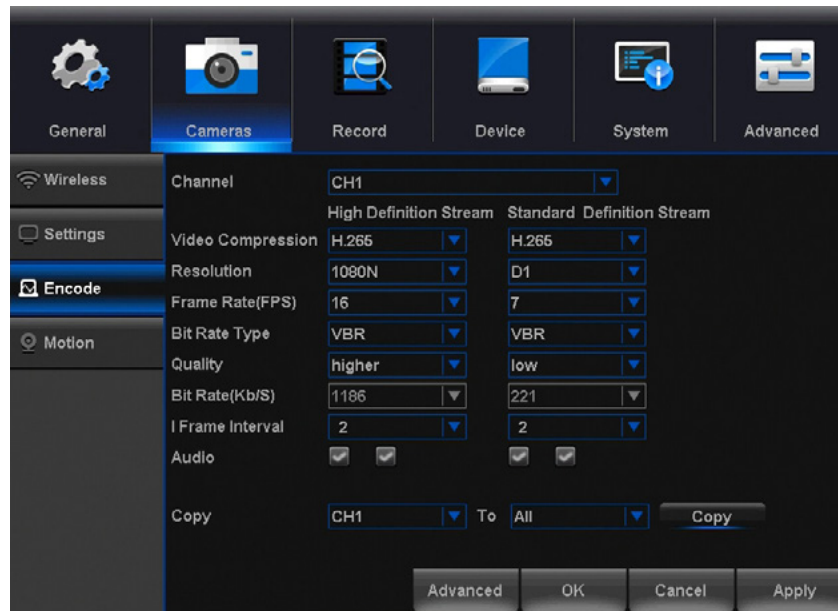 General Cameras Record Device System Advanced
Wireless
Settings
Encode
Motion
Channel CH1
High Definition Stream Standard Definition Stream
Video Compression H.265 H.265
Resolution 1080N D1
Frame Rate(FPS) 16 7
Bit Rate Type VBR VBR
Quality higher low
Bit Rate(Kb/S) 1186 221
I Frame Interval 2 2
Audio
Copy CH1 To All Copy
Advanced OK Cancel Apply